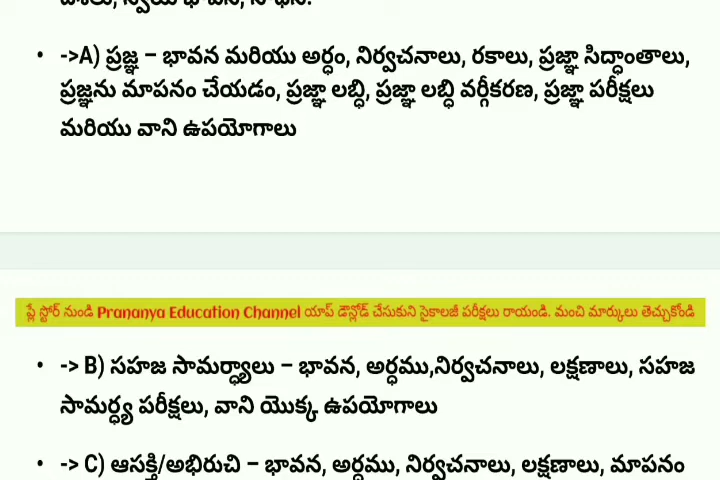 • ->A) ప్రజ్ఞ – భావన మరియు అర్ధం, నిర్వచనాలు, రకాలు, ప్రజ్ఞా సిద్ధాంతాలు,
ప్రజ్ఞను మాపనం చేయడం, ప్రజ్ఞా లబ్ధి, ప్రజ్ఞా లబ్ధి వర్గీకరణ, ప్రజ్ఞా పరీక్షలు
మరియు వాని ఉపయోగాలు
ప్లే స్టోర్ నుండి Prananya Education Channel యాప్ డౌన్లోడ్ చేసుకుని సైకాలజీ పరీక్షలు రాయండి. మంచి మార్కులు తెచ్చుకోండి
• -> B) సహజ సామర్ధ్యాలు – భావన, అర్ధము,నిర్వచనాలు, లక్షణాలు, సహజ
సామర్ధ్య పరీక్షలు, వాని యొక్క ఉపయోగాలు
• -> C) ఆసక్తి/అభిరుచి – భావన, అర్ధము, నిర్వచనాలు, లక్షణాలు, మాపనం